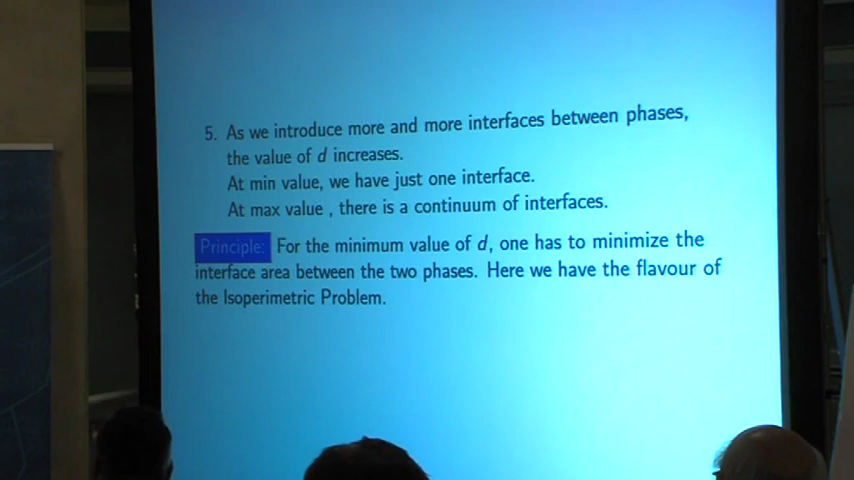 5. As we introduce more and more interfaces between phases,
the value of d increases.
At min value, we have just one interface.
At max value , there is a continuum of interfaces.
Principle: For the minimum value of d, one has to minimize the
interface area between the two phases. Here we have the flavour of
the Isoperimetric Problem.